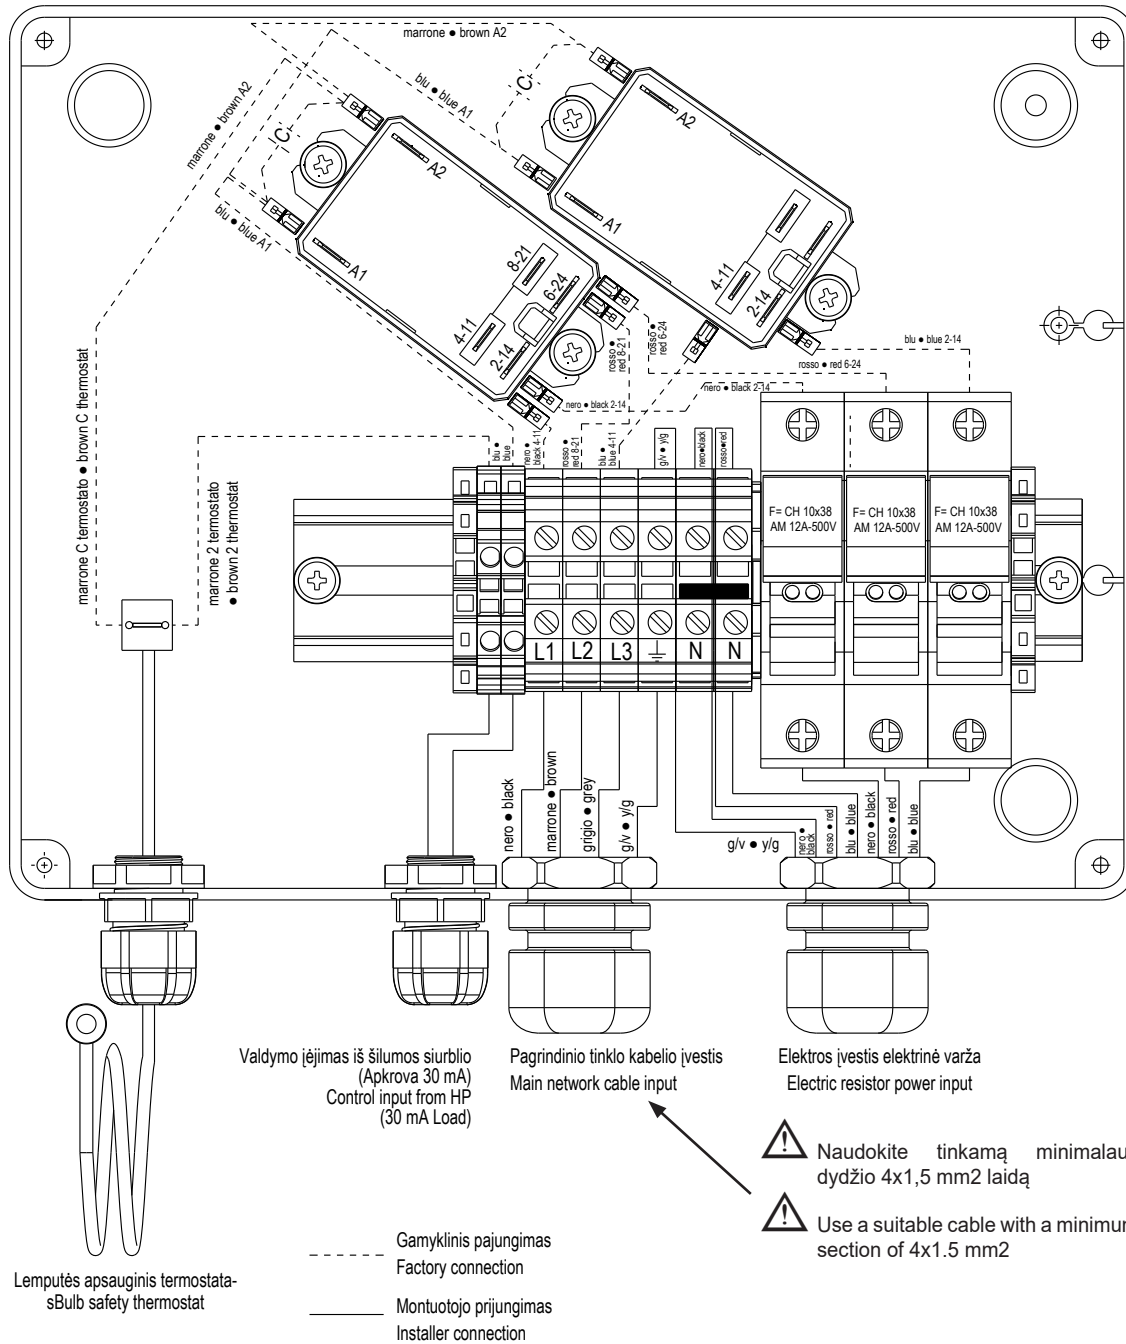 marrone ● brown A2
marrone ● brown A2
blu ● blue A1
blu ● blue A1
C
C
A2
A1
8-21
6-24
4-11
2-14
A2
A1
4-11
2-14
rosso ●
red 8-21
rosso ●
red 6-24
blu ● blue 2-14
rosso ● red 6-24
nero ● black 2-14
nero ● black 2-14
marrone C termostato ● brown C thermostat
marrone 2 termostato
● brown 2 thermostat
blu ●
blue
nero ●
black 4-11
rosso ●
red 8-21
blu ●
blue 4-11
g/v ● y/g
nero●black
rosso●red
F= CH 10x38
AM 12A-500V
F= CH 10x38
AM 12A-500V
F= CH 10x38
AM 12A-500V
L1
L2
L3
N
N
nero ● black
marrone ● brown
grigio ● grey
g/v ● y/g
g/v ● y/g
nero ●
black
rosso ● red
blu ● blue
nero ● black
rosso ● red
blu ● blue
Valdymo įėjimas iš šilumos siurblio
(Apkrova 30 mA)
Control input from HP
(30 mA Load)
Pagrindinio tinklo kabelio įvestis
Main network cable input
Elektros įvestis elektrinė varža
Electric resistor power input
Naudokite tinkamą minimalau
dydžio 4x1,5 mm2 laidą
Use a suitable cable with a minimum
section of 4x1.5 mm2
Lemputės apsauginis termostata-
sBulb safety thermostat
Gamyklinis pajungimas
Factory connection
Montuotojo prijungimas
Installer connection